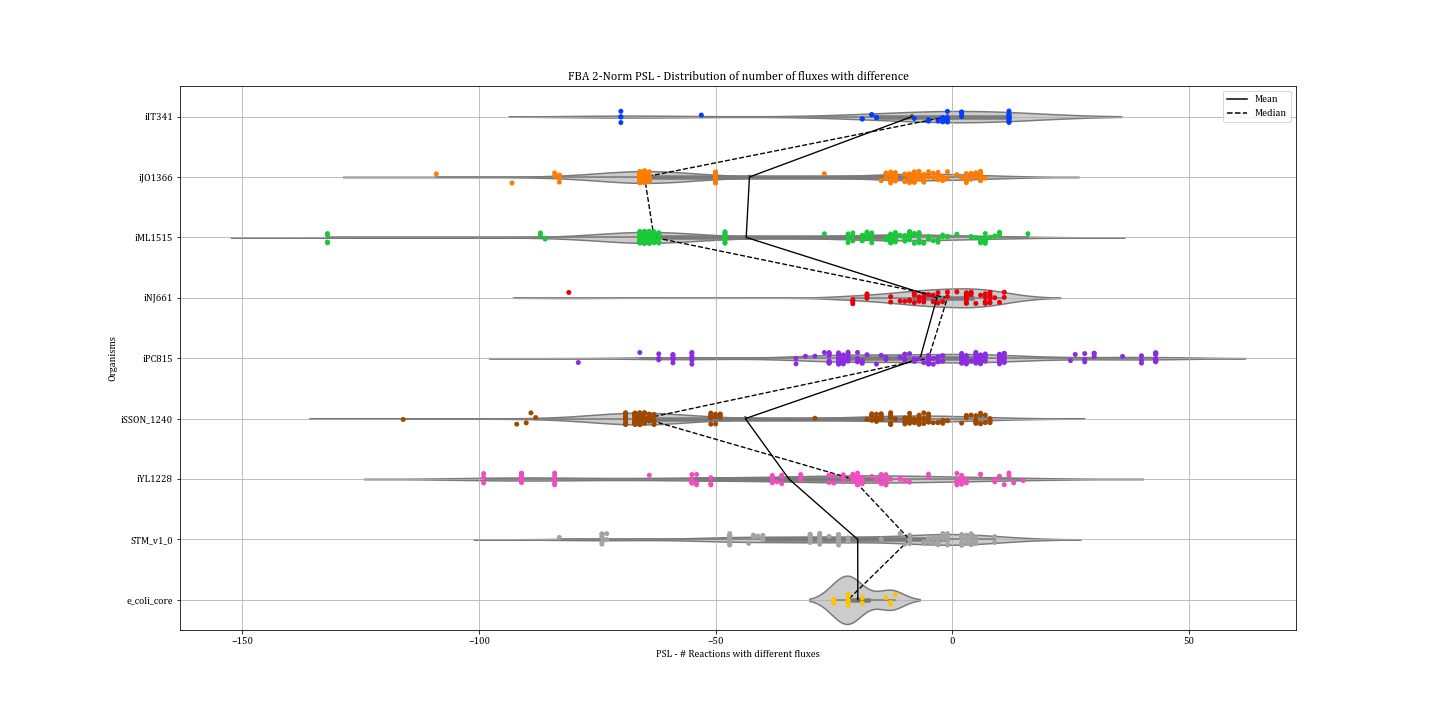 FBA 2-Norm PSL - Distribution of number of fluxes with difference
Mean
Median
Organisms
iIT341
iJO1366
iML1515
iNJ661
iPC815
iSSON_1240
iYL1228
STM_v1_0
e_coli_core
−150
−100
−50
0
50
PSL - # Reactions with different fluxes